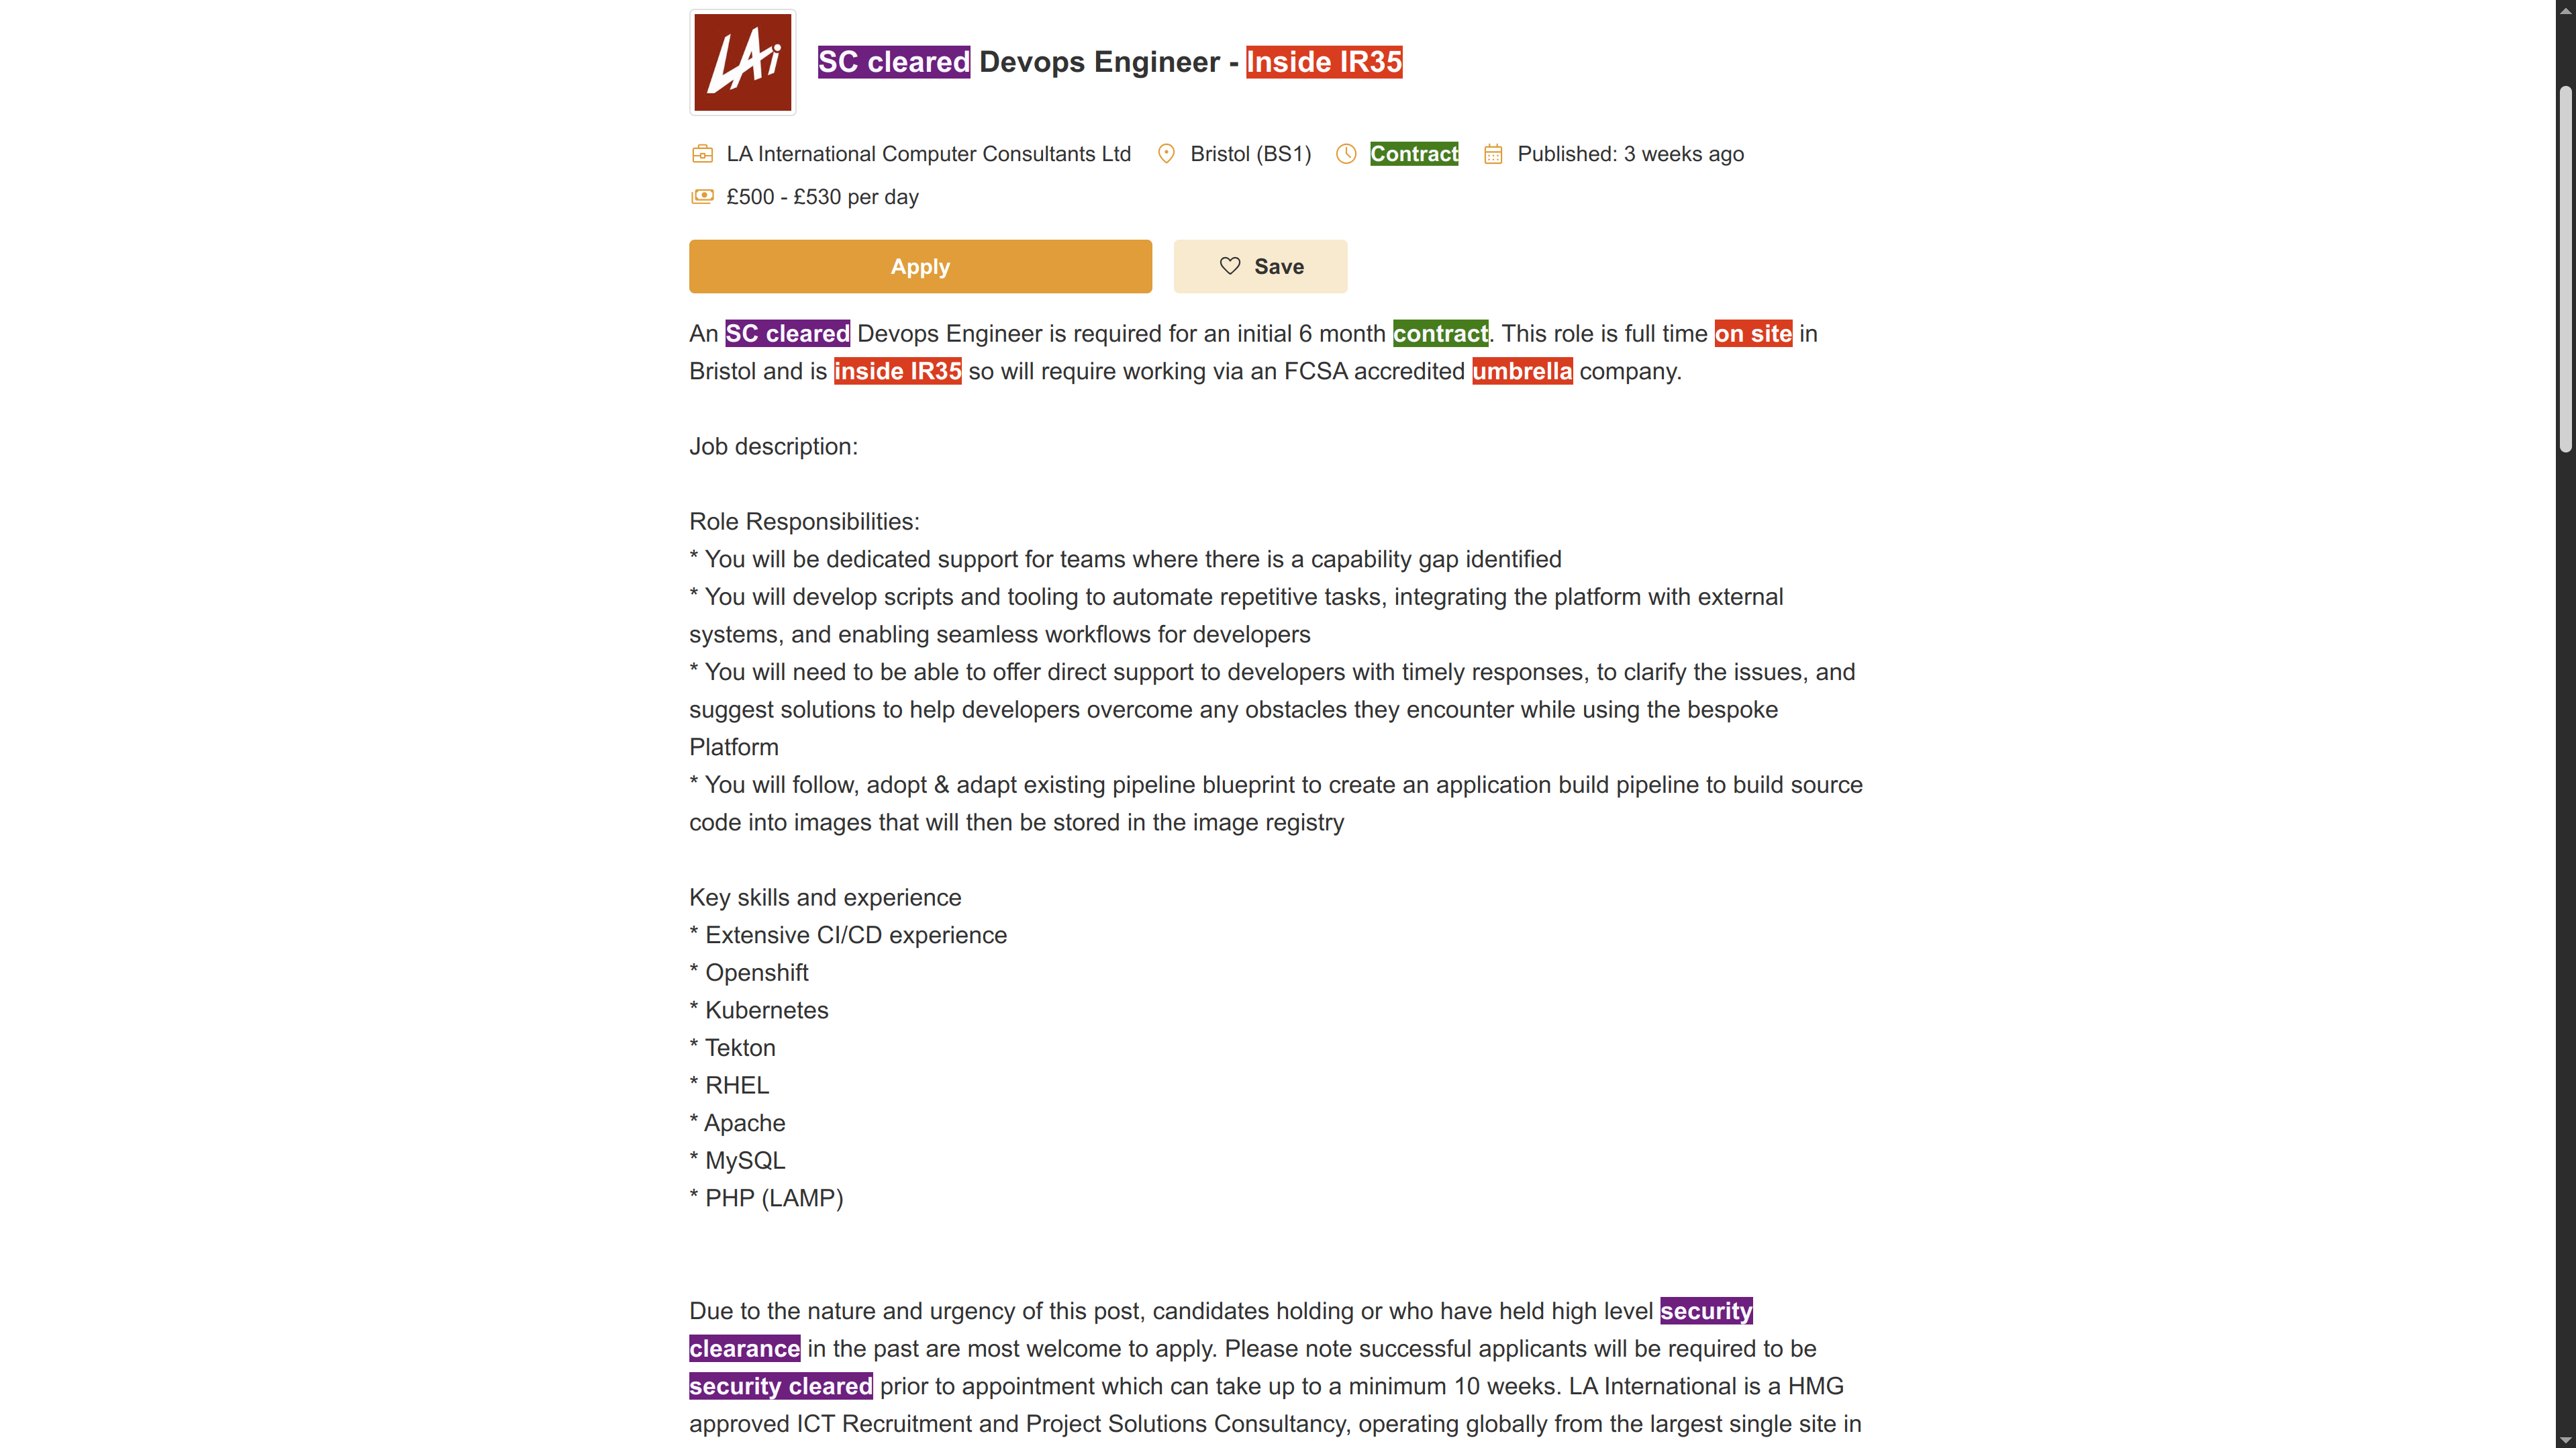 LAi
SC cleared Devops Engineer - Inside IR35
LA International Computer Consultants Ltd Bristol (BS1) Contract Published: 3 weeks ago
£500 - £530 per day
Apply Save
An SC cleared Devops Engineer is required for an initial 6 month contract. This role is full time on site in
Bristol and is inside IR35 so will require working via an FCSA accredited umbrella company.
Job description:
Role Responsibilities:
* You will be dedicated support for teams where there is a capability gap identified
* You will develop scripts and tooling to automate repetitive tasks, integrating the platform with external
systems, and enabling seamless workflows for developers
* You will need to be able to offer direct support to developers with timely responses, to clarify the issues, and
suggest solutions to help developers overcome any obstacles they encounter while using the bespoke
Platform
* You will follow, adopt & adapt existing pipeline blueprint to create an application build pipeline to build source
code into images that will then be stored in the image registry
Key skills and experience
* Extensive CI/CD experience
* Openshift
* Kubernetes
* Tekton
* RHEL
* Apache
* MySQL
* PHP (LAMP)
Due to the nature and urgency of this post, candidates holding or who have held high level security
clearance in the past are most welcome to apply. Please note successful applicants will be required to be
security cleared prior to appointment which can take up to a minimum 10 weeks. LA International is a HMG
approved ICT Recruitment and Project Solutions Consultancy, operating globally from the largest single site in